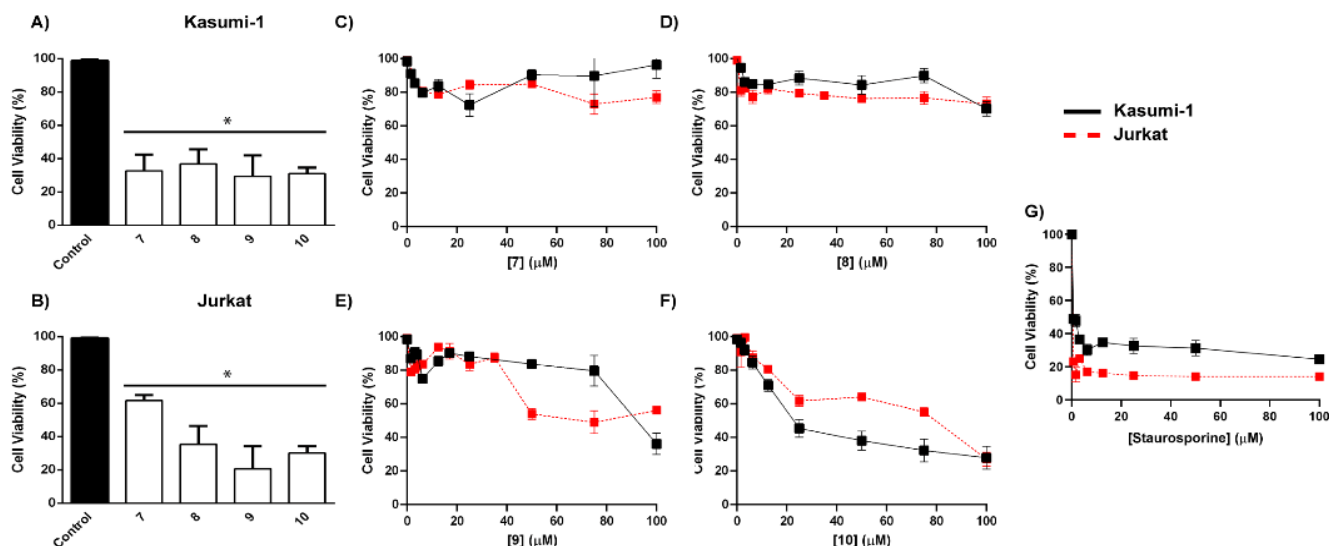 A) Kasumi-1
Cell Viability (%)
100
80
60
40
20
0
*
Control 7 8 9 10
C)
Cell Viability (%)
100
80
60
40
20
0
0 20 40 60 80 100
[7] (μM)
D)
Cell Viability (%)
100
80
60
40
20
0
0 20 40 60 80 100
[8] (μM)
Kasumi-1
Jurkat
B) Jurkat
Cell Viability (%)
100
80
60
40
20
0
*
Control 7 8 9 10
E)
Cell Viability (%)
100
80
60
40
20
0
0 20 40 60 80 100
[9] (μM)
F)
Cell Viability (%)
100
80
60
40
20
0
0 20 40 60 80 100
[10] (μM)
G)
Cell Viability (%)
100
80
60
40
20
0
0 20 40 60 80 100
[Staurosporine] (μM)